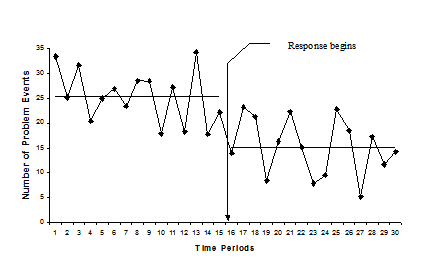 Response begins
Number of Problem Events
35
30
25
20
15
10
5
0
1 2 3 4 5 6 7 8 9 10 11 12 13 14 15 16 17 18 19 20 21 22 23 24 25 26 27 28 29 30
Time Periods